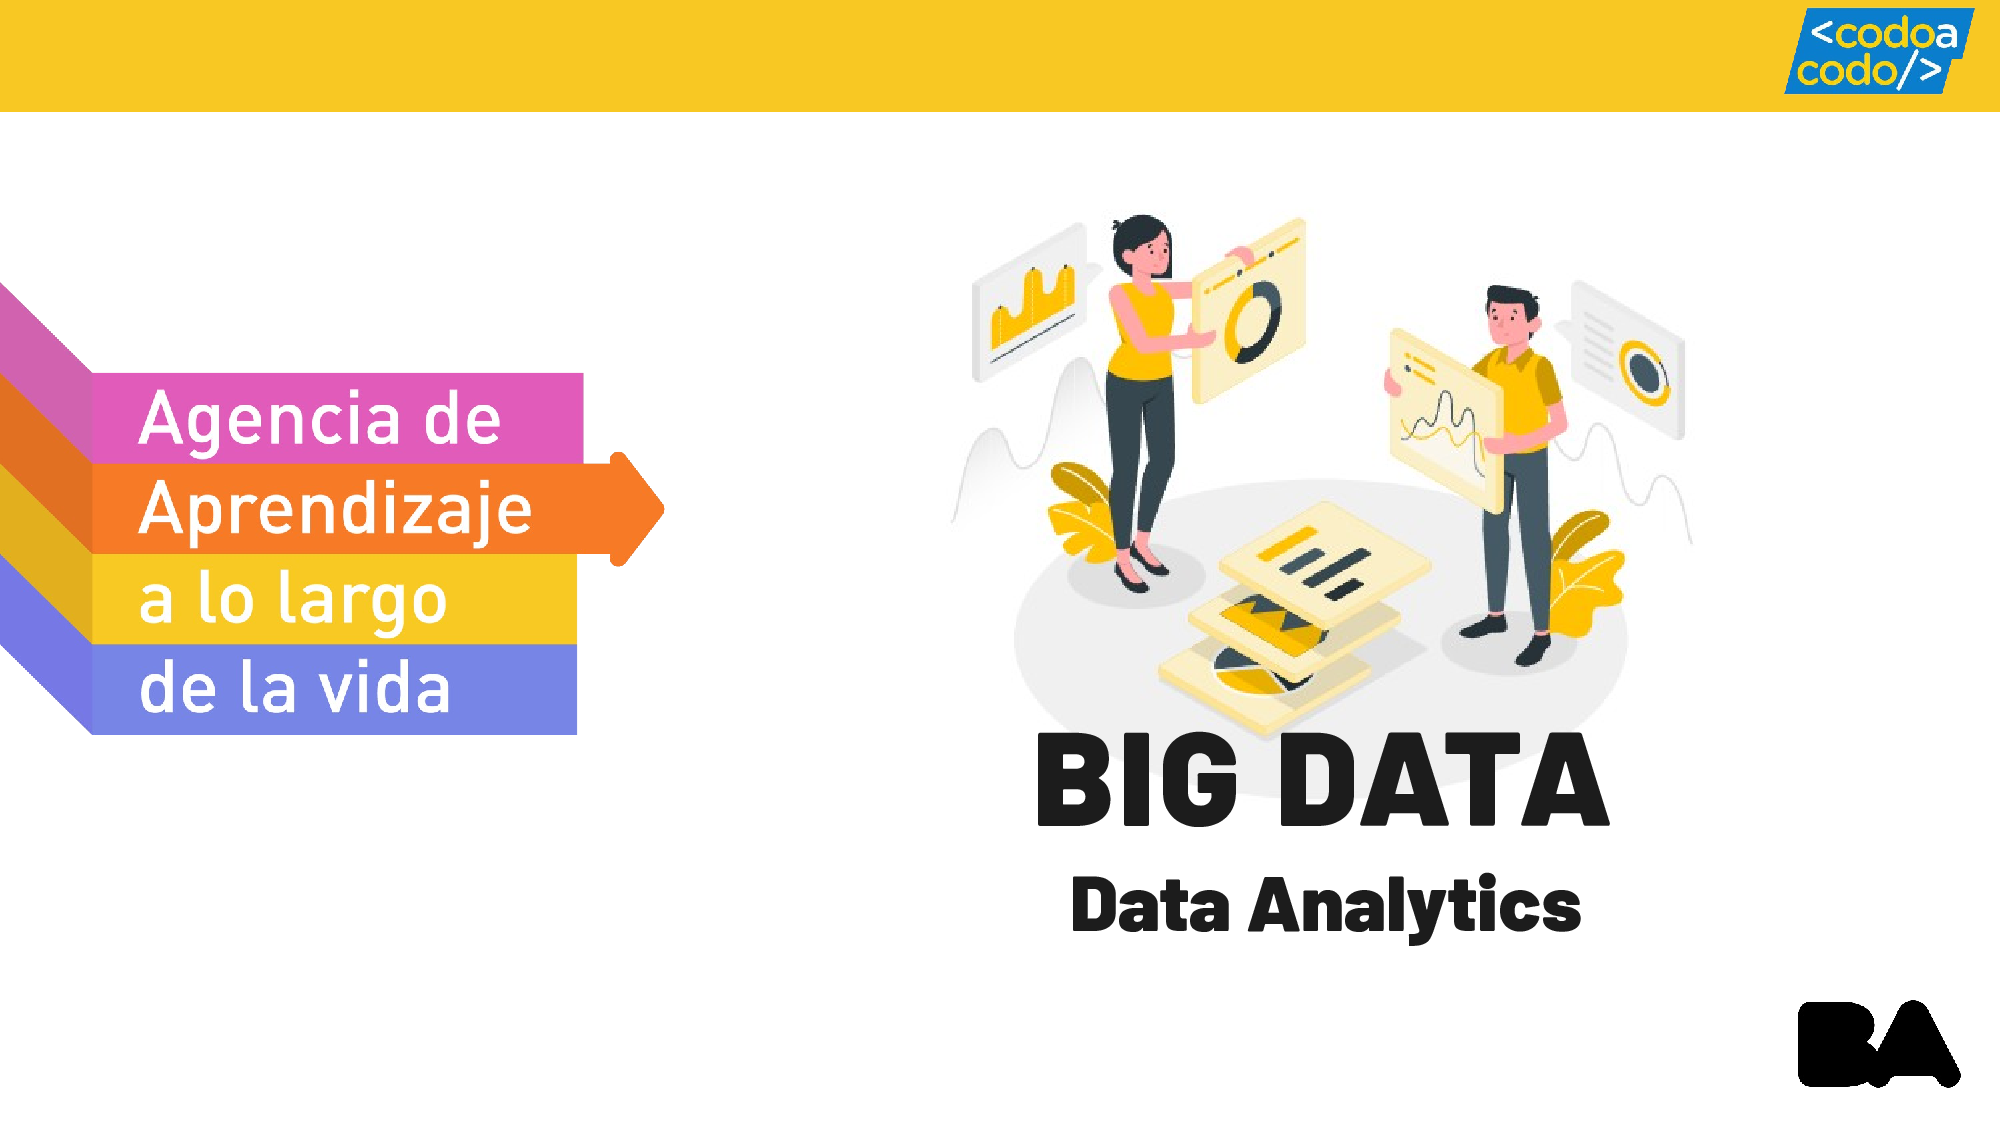 <codoa
codo/>
Agencia de
Aprendizaje
a lo largo
de la vida
BIG DATA
Data Analytics
BA